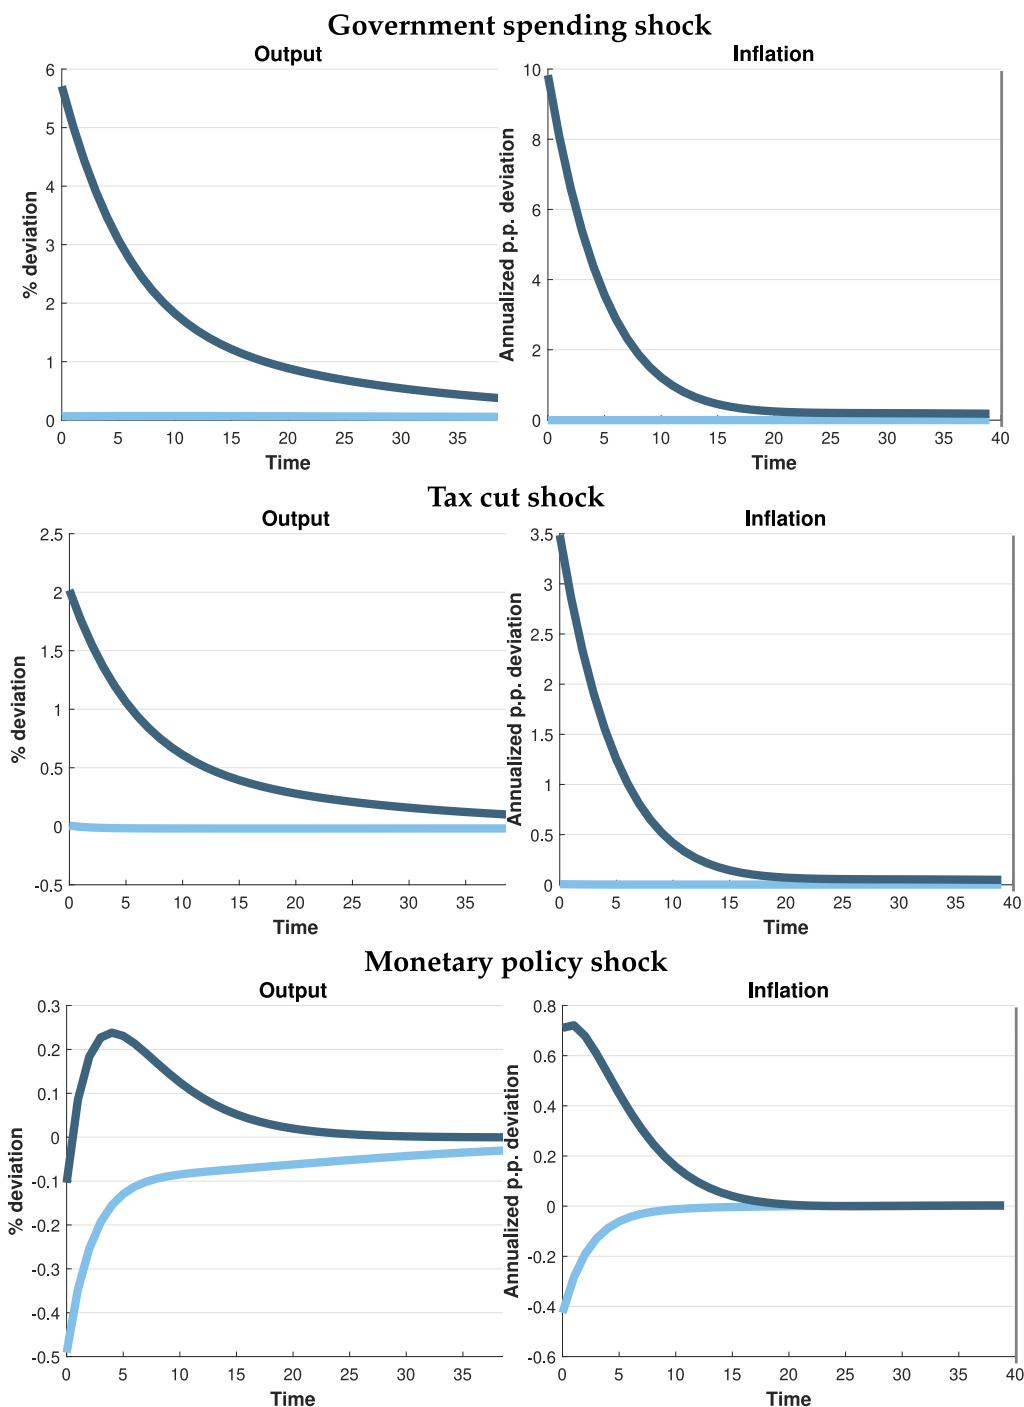 Government spending shock
Output
% deviation
6
5
4
3
2
1
0
0 5 10 15 20 25 30 35
Time
Inflation
Annualized p.p. deviation
10
8
6
4
2
0
0 5 10 15 20 25 30 35 40
Time
Tax cut shock
Output
% deviation
2.5
2
1.5
1
0.5
0
-0.5
0 5 10 15 20 25 30 35
Time
Inflation
Annualized p.p. deviation
3.5
3
2.5
2
1.5
1
0.5
0
0 5 10 15 20 25 30 35 40
Time
Monetary policy shock
Output
% deviation
0.3
0.2
0.1
0
-0.1
-0.2
-0.3
-0.4
-0.5
0 5 10 15 20 25 30 35
Time
Inflation
Annualized p.p. deviation
0.8
0.6
0.4
0.2
0
-0.2
-0.4
-0.6
0 5 10 15 20 25 30 35 40
Time